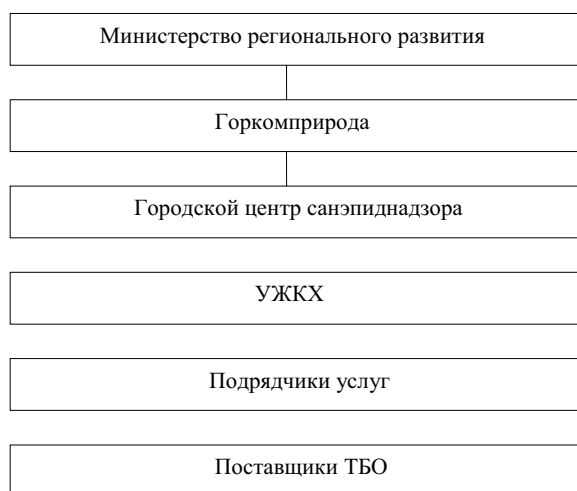 Министерство регионального развития
Горкомприрода
Городской центр санэпиднадзора
УЖКХ
Подрядчики услуг
Поставщики ТБО